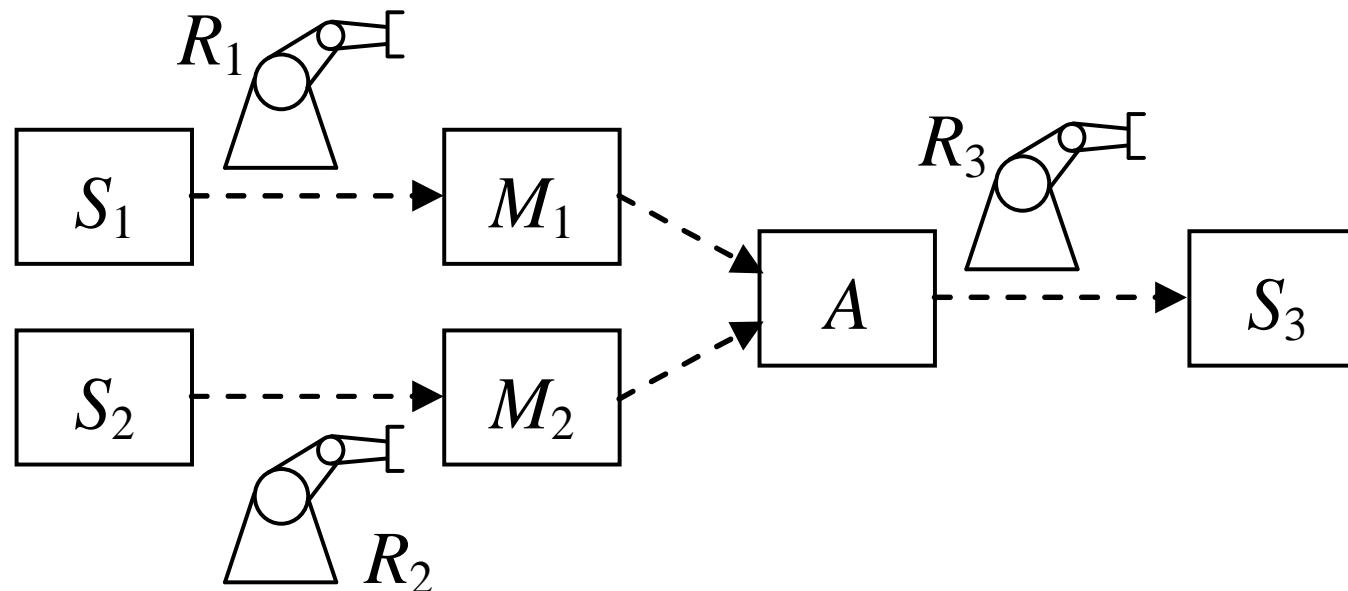 R₁
S₁
M₁
R₃
A
S₃
S₂
M₂
R₂